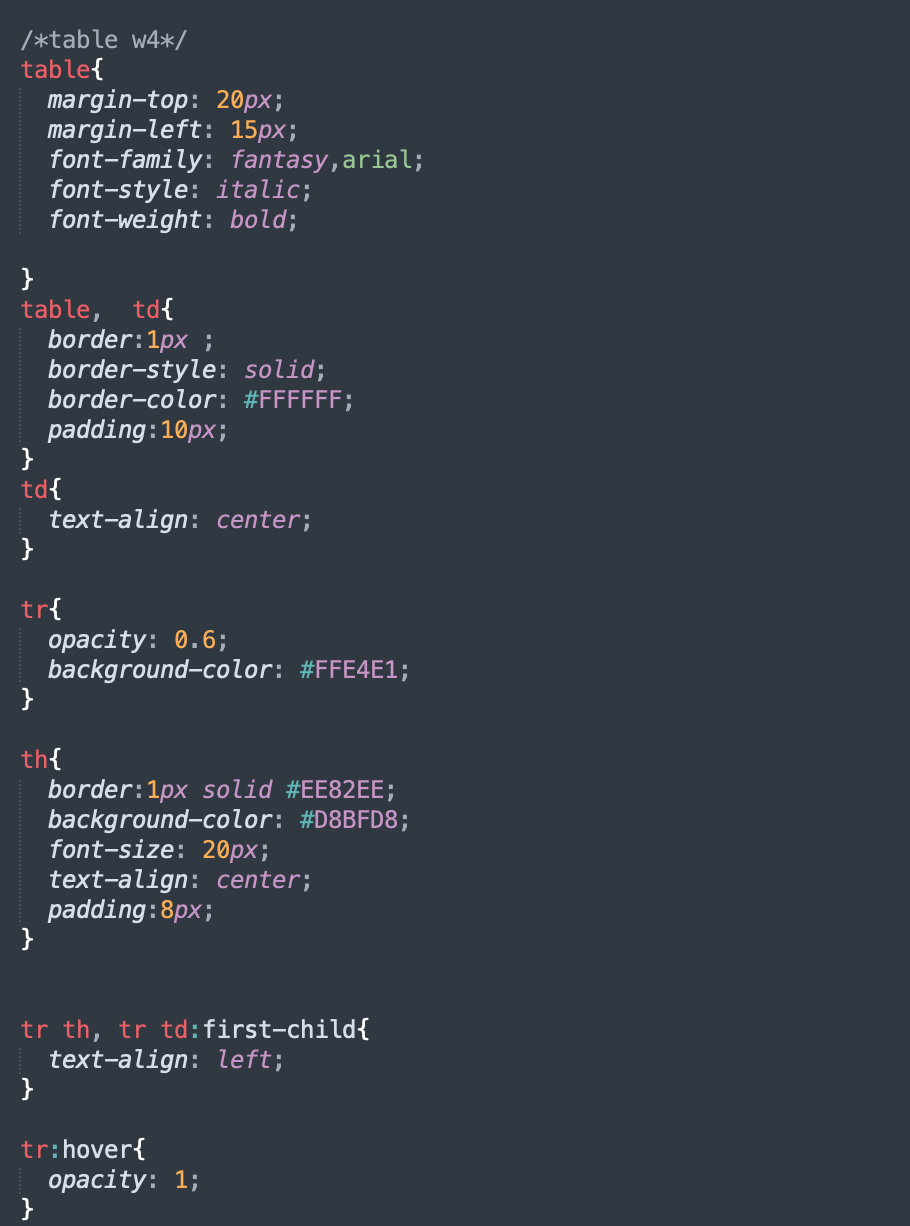 /*table w4*/
table{
  margin-top: 20px;
  margin-left: 15px;
  font-family: fantasy,arial;
  font-style: italic;
  font-weight: bold;

}
table,  td{
  border:1px ;
  border-style: solid;
  border-color: #FFFFFF;
  padding:10px;
}
td{
  text-align: center;
}

tr{
  opacity: 0.6;
  background-color: #FFE4E1;
}

th{
  border:1px solid #EE82EE;
  background-color: #D8BFD8;
  font-size: 20px;
  text-align: center;
  padding:8px;
}


tr th, tr td:first-child{
  text-align: left;
}

tr:hover{
  opacity: 1;
}